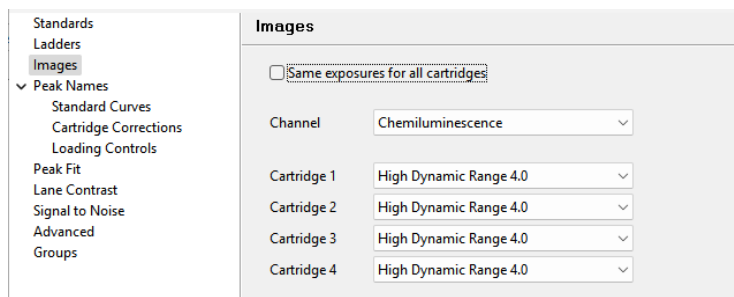 Standards
Ladders
Images
Peak Names
Standard Curves
Cartridge Corrections
Loading Controls
Peak Fit
Lane Contrast
Signal to Noise
Advanced
Groups
Images
Same exposures for all cartridges
Channel Chemiluminescence
Cartridge 1 High Dynamic Range 4.0
Cartridge 2 High Dynamic Range 4.0
Cartridge 3 High Dynamic Range 4.0
Cartridge 4 High Dynamic Range 4.0